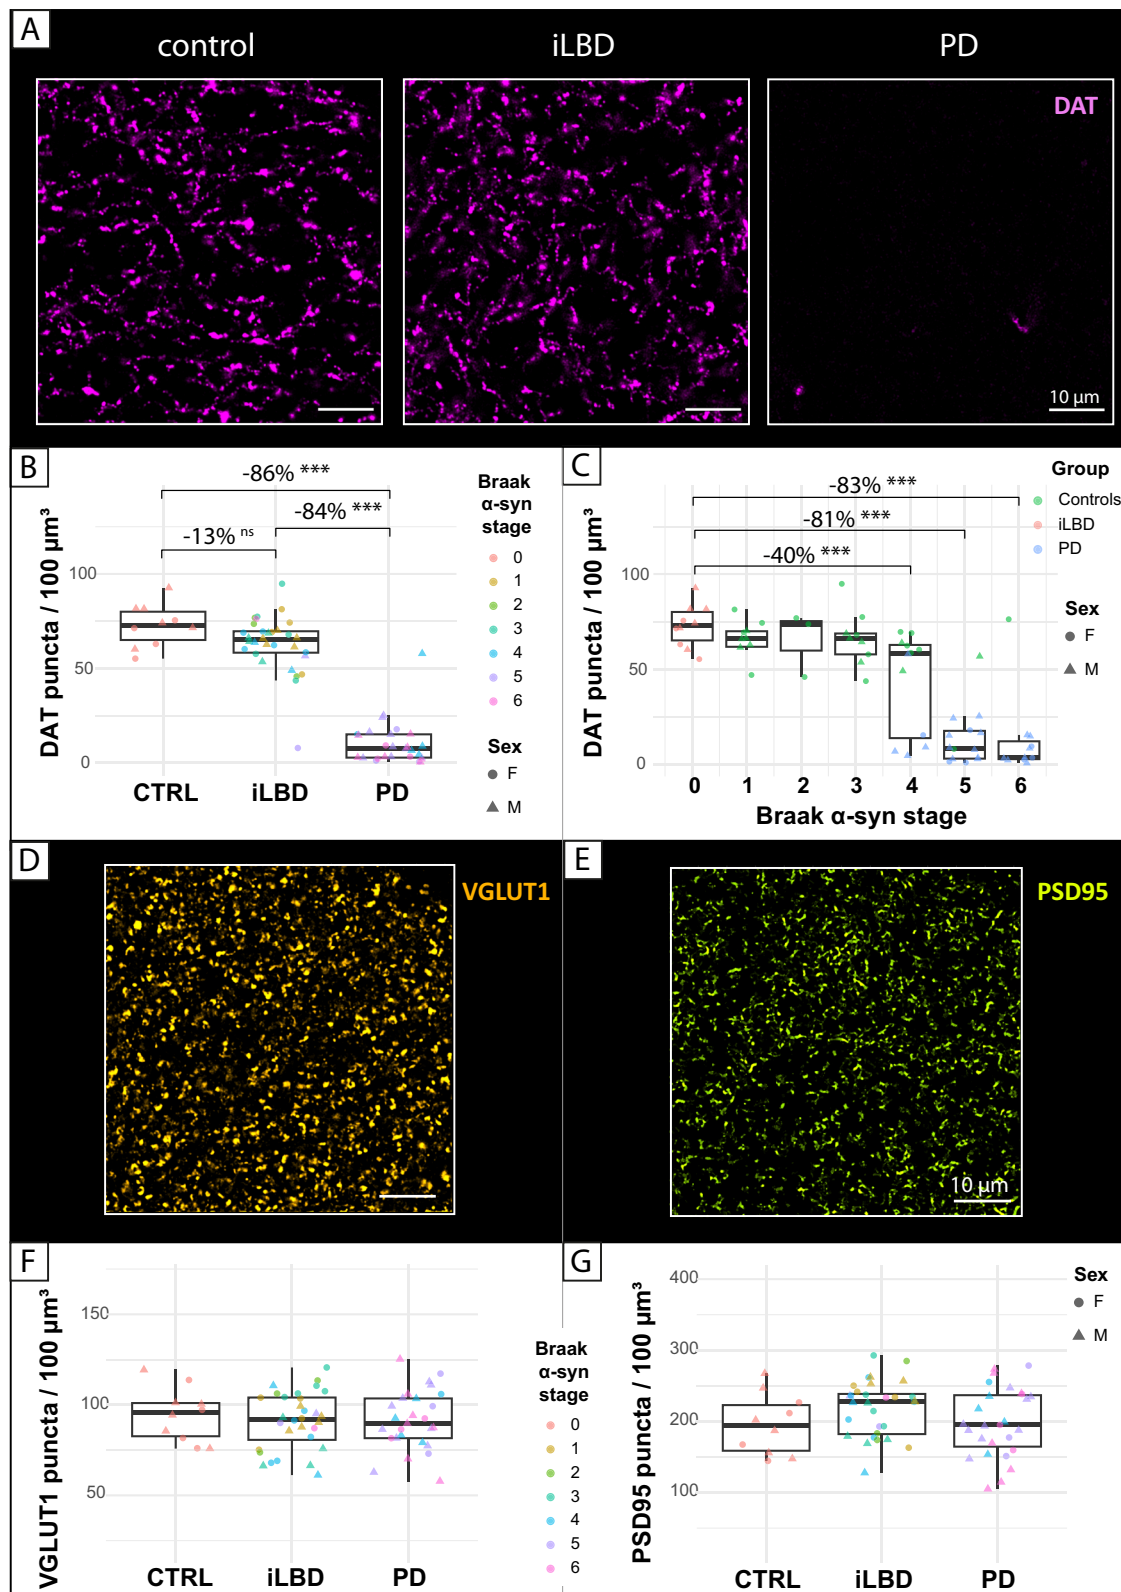 A
control
iLBD
PD
DAT
10 µm
B
DAT puncta / 100 µm³
100
50
0
-86% ***
-84% ***
-13% ns
CTRL
iLBD
PD
Braak
α-syn
stage
0
1
2
3
4
5
6
Sex
F
M
C
DAT puncta / 100 µm³
100
50
0
-83% ***
-81% ***
-40% ***
0
1
2
3
4
5
6
Braak α-syn stage
Group
Controls
iLBD
PD
Sex
F
M
D
VGLUT1
E
PSD95
10 µm
F
VGLUT1 puncta / 100 µm³
150
100
50
CTRL
iLBD
PD
Braak
α-syn
stage
0
1
2
3
4
5
6
G
PSD95 puncta / 100 µm³
400
300
200
100
CTRL
iLBD
PD
Sex
F
M